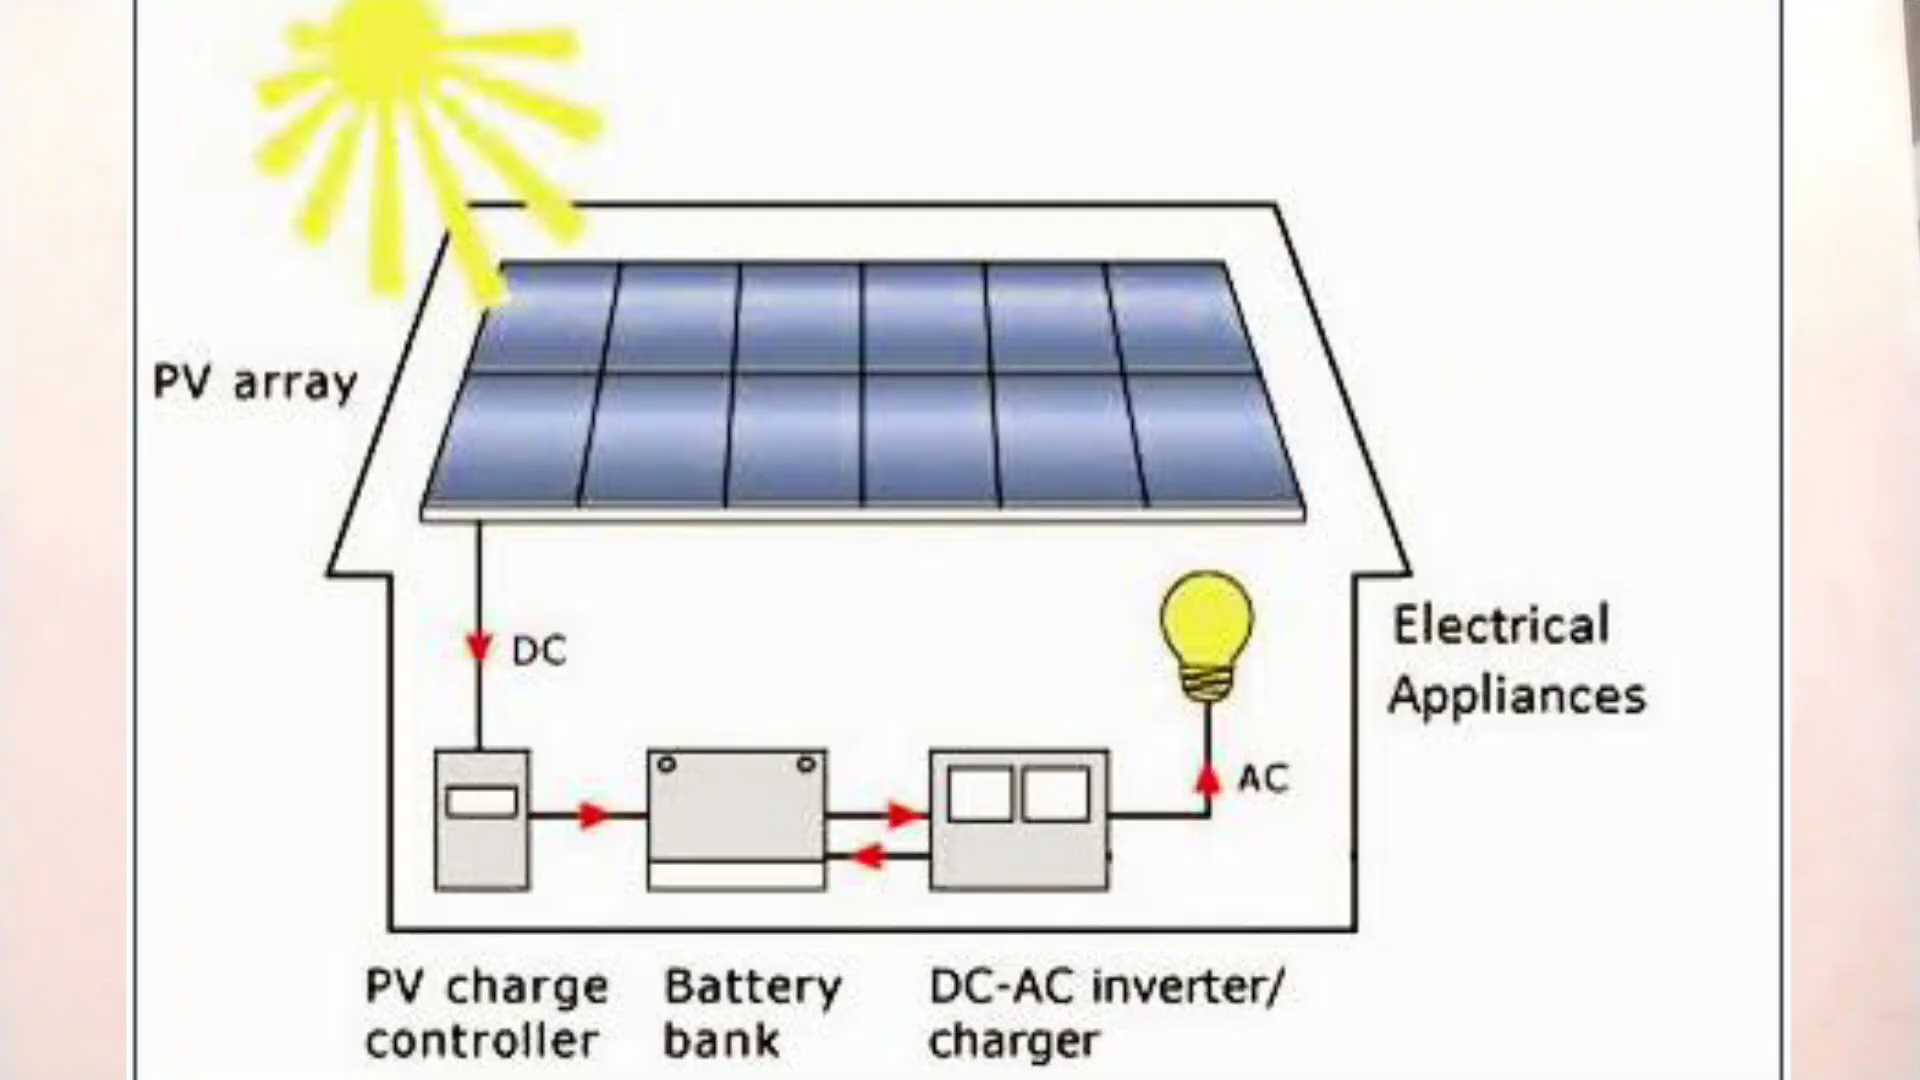 PV array
DC
Electrical
Appliances
AC
PV charge
controller
Battery
bank
DC-AC inverter/
charger